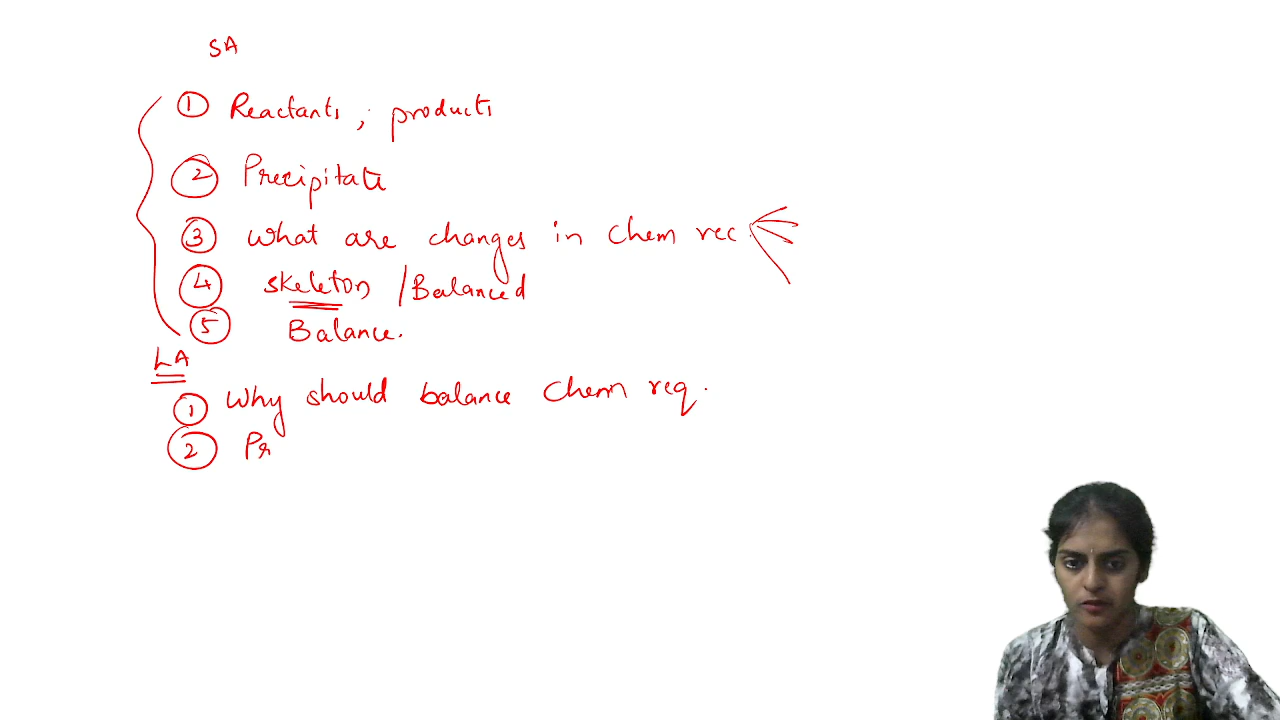 SA
① Reactants, products
② Precipitate
③ What are changes in chem rec.
④ skeleton / Balanced
⑤ Balance.
LA
① Why should balance chem req.
② Pr